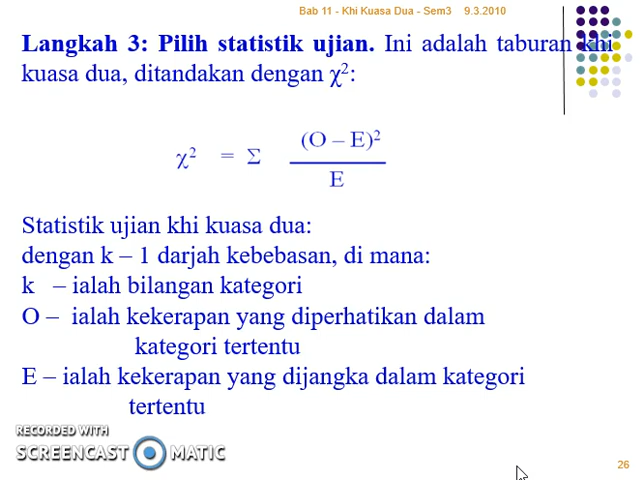 Bab 11 - Khi Kuasa Dua - Sem3 9.3.2010
Langkah 3: Pilih statistik ujian. Ini adalah taburan khi
kuasa dua, ditandakan dengan χ²:
χ² = Σ (O – E)² / E
Statistik ujian khi kuasa dua:
dengan k – 1 darjah kebebasan, di mana:
k – ialah bilangan kategori
O – ialah kekerapan yang diperhatikan dalam
kategori tertentu
E – ialah kekerapan yang dijangka dalam kategori
tertentu
RECORDED WITH
SCREENCAST MATIC
26